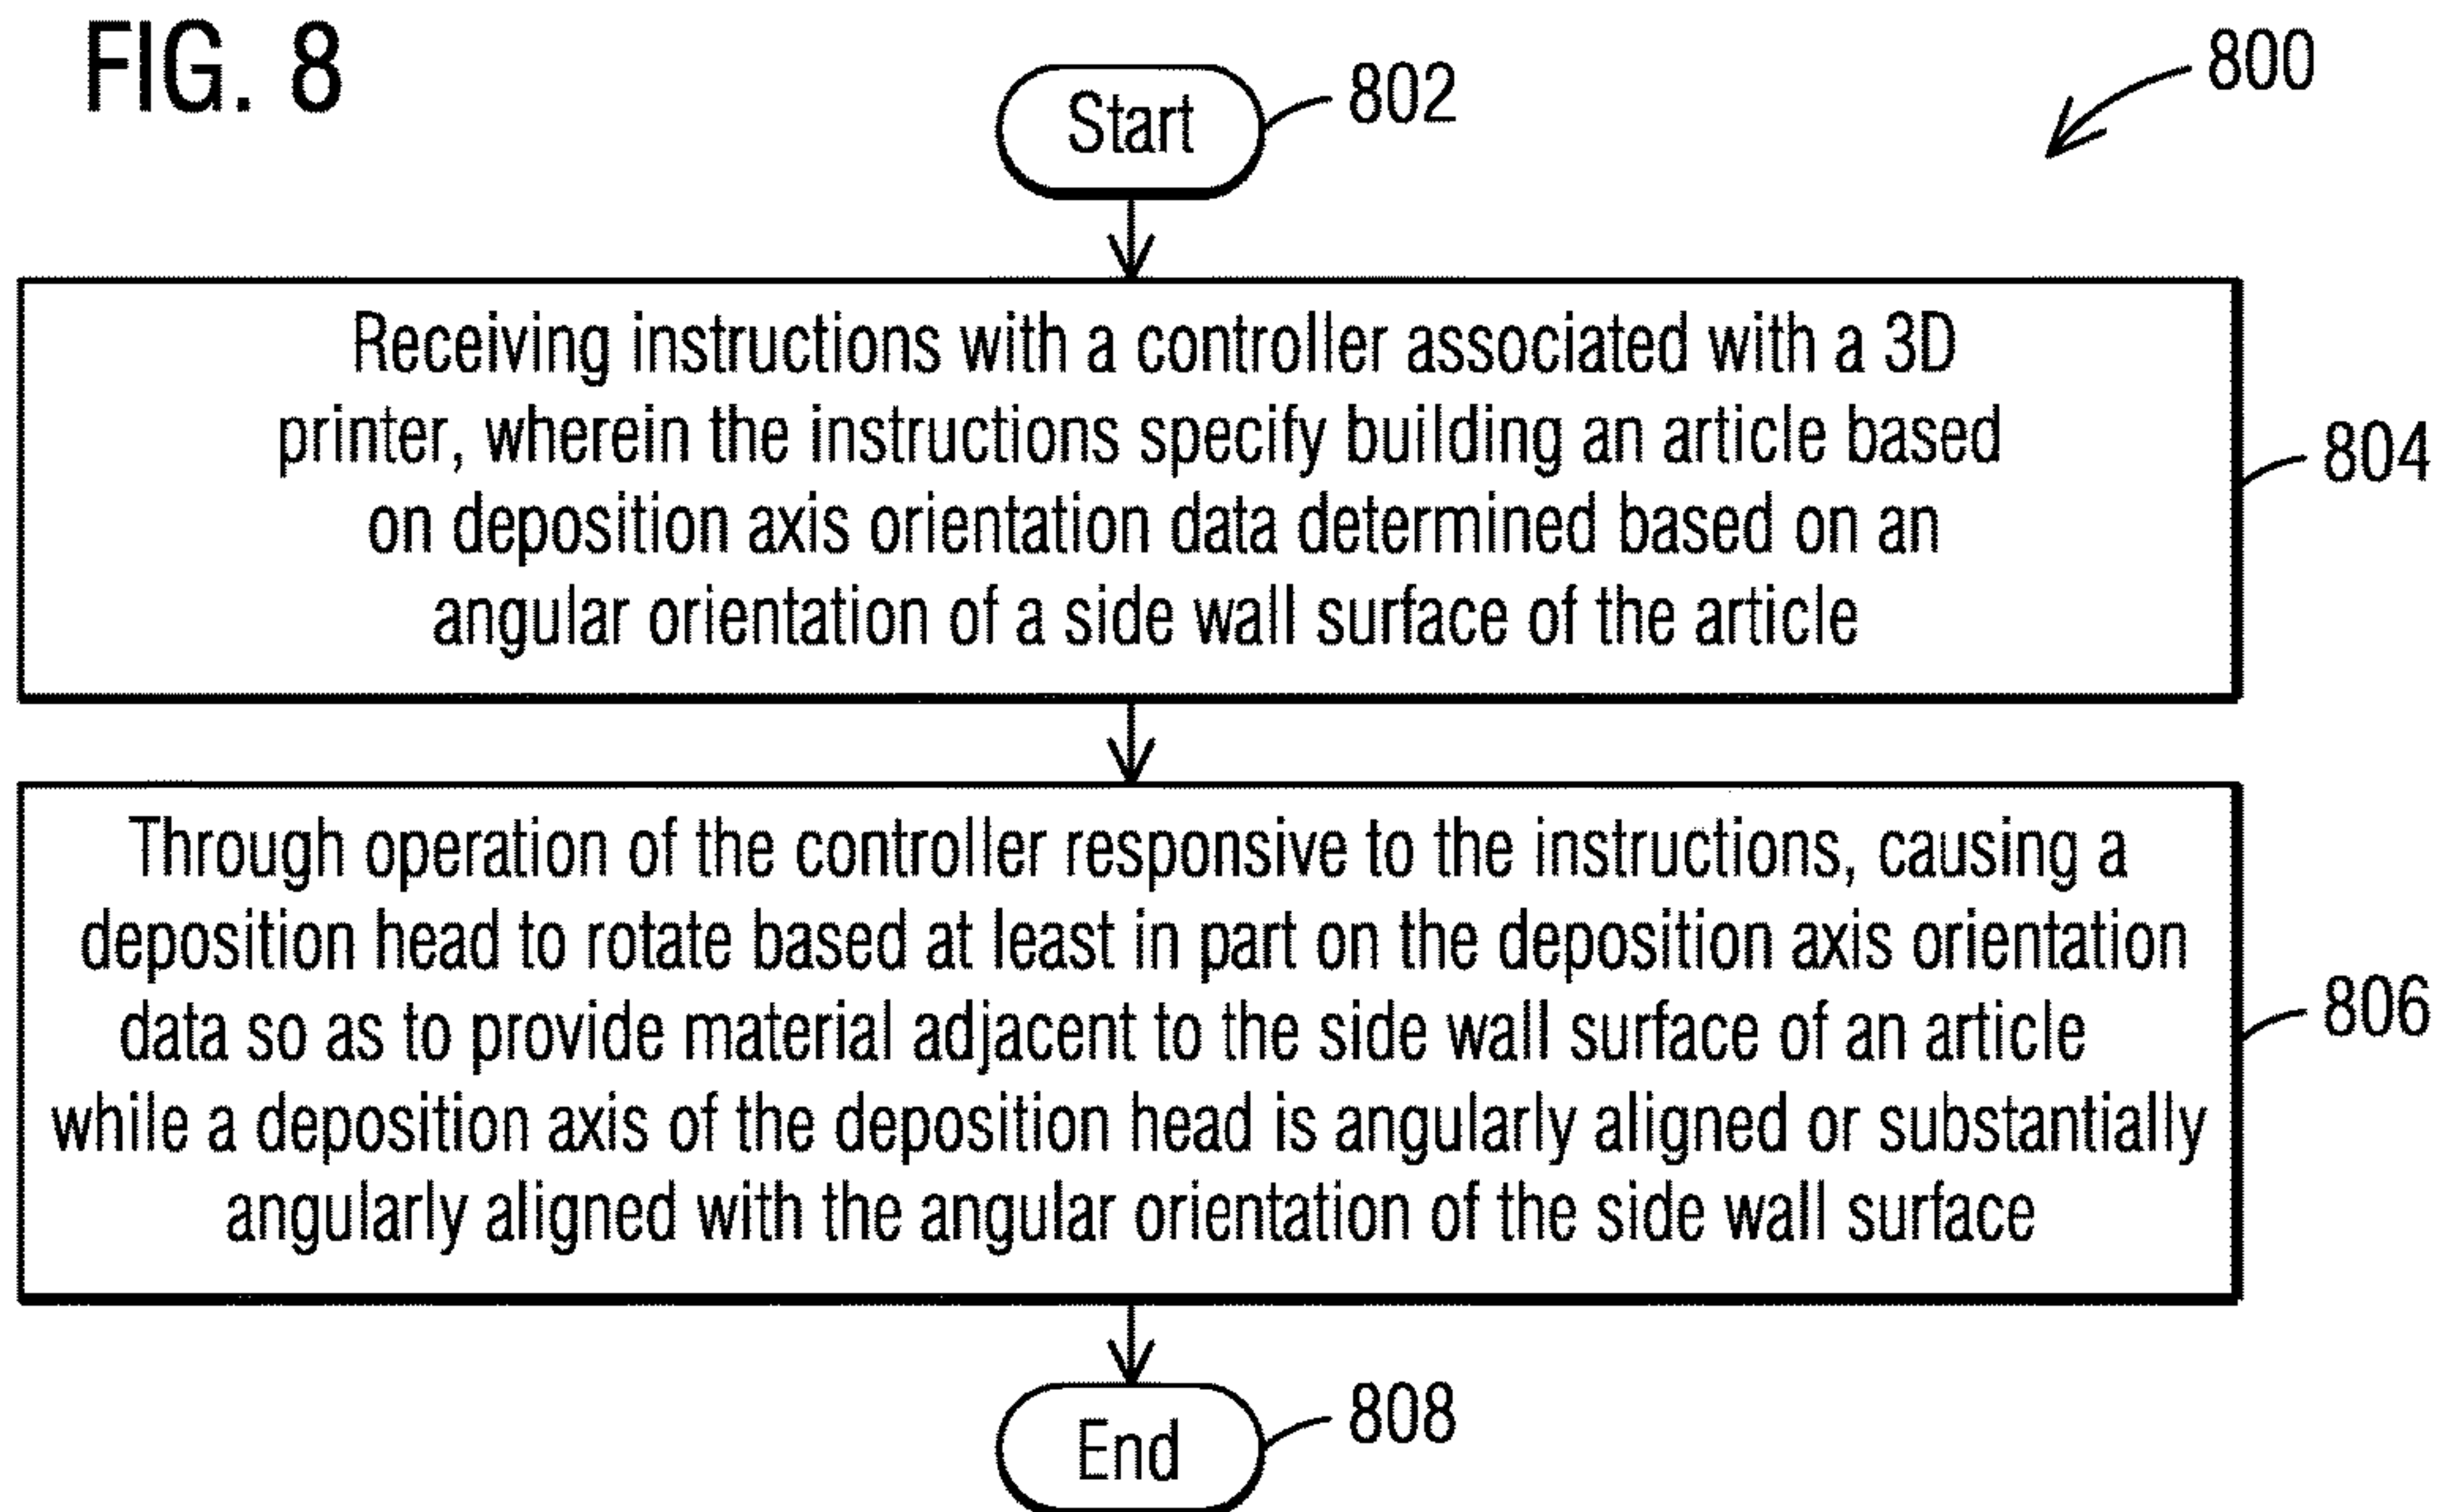 FIG. 8
800
Start
802
Receiving instructions with a controller associated with a 3D
printer, wherein the instructions specify building an article based
on deposition axis orientation data determined based on an
angular orientation of a side wall surface of the article
804
Through operation of the controller responsive to the instructions, causing a
deposition head to rotate based at least in part on the deposition axis orientation
data so as to provide material adjacent to the side wall surface of an article
while a deposition axis of the deposition head is angularly aligned or substantially
angularly aligned with the angular orientation of the side wall surface
806
End
808